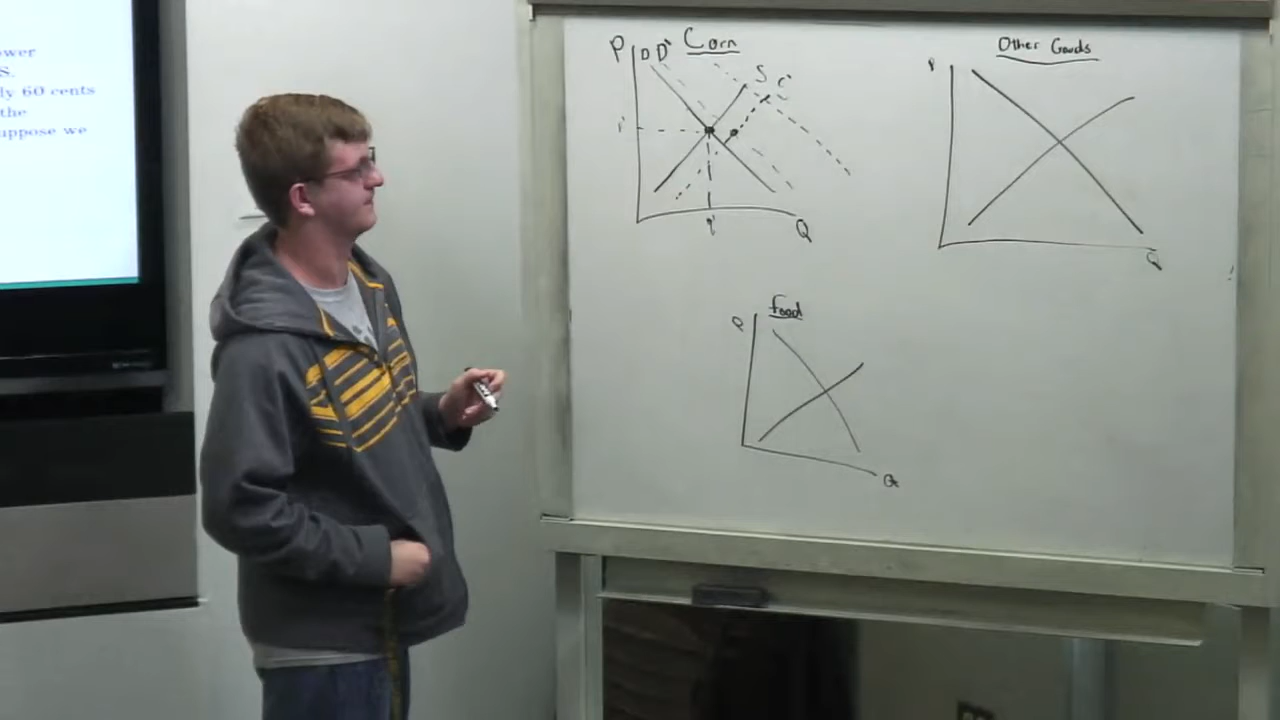 ower
S.
ly 60 cents
the
uppose we
Corn
P D D'
S S'
P'
q'
Q
Other Goods
P
Q
Food
P
Q